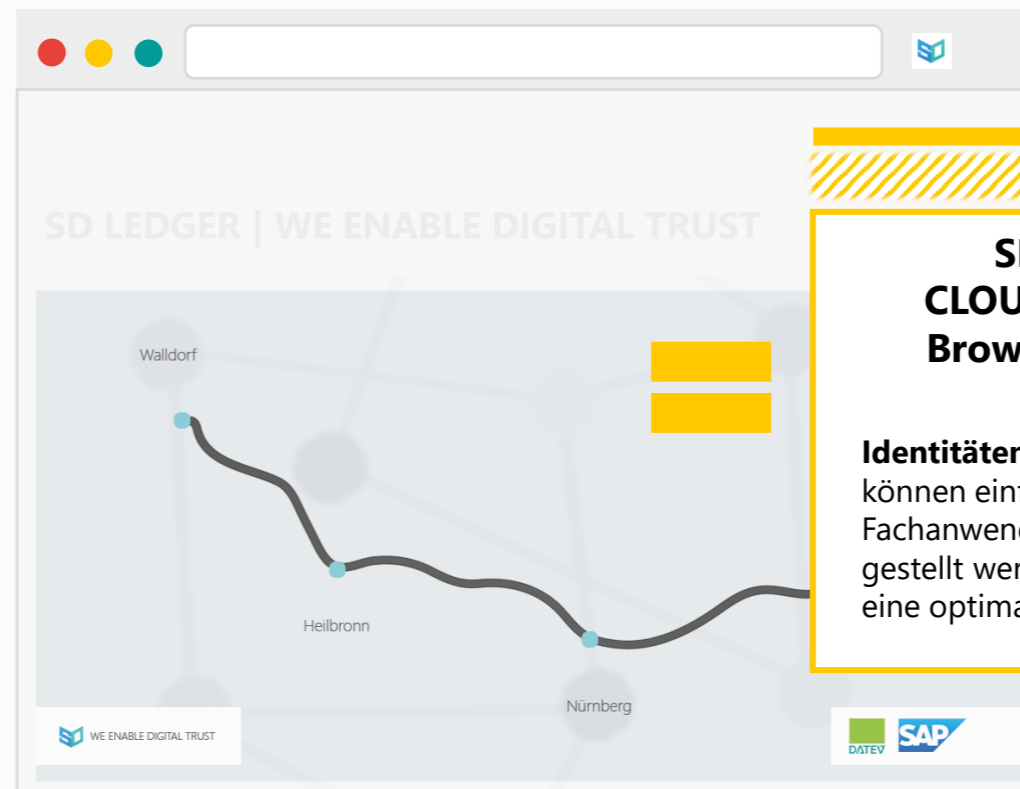 SD LEDGER | WE ENABLE DIGITAL TRUST
CLOU
Brow
Identitäten
können ein
Fachanwen
gestellt wer
eine optima
Walldorf
Heilbronn
Nürnberg
WE ENABLE DIGITAL TRUST
DATEV SAP